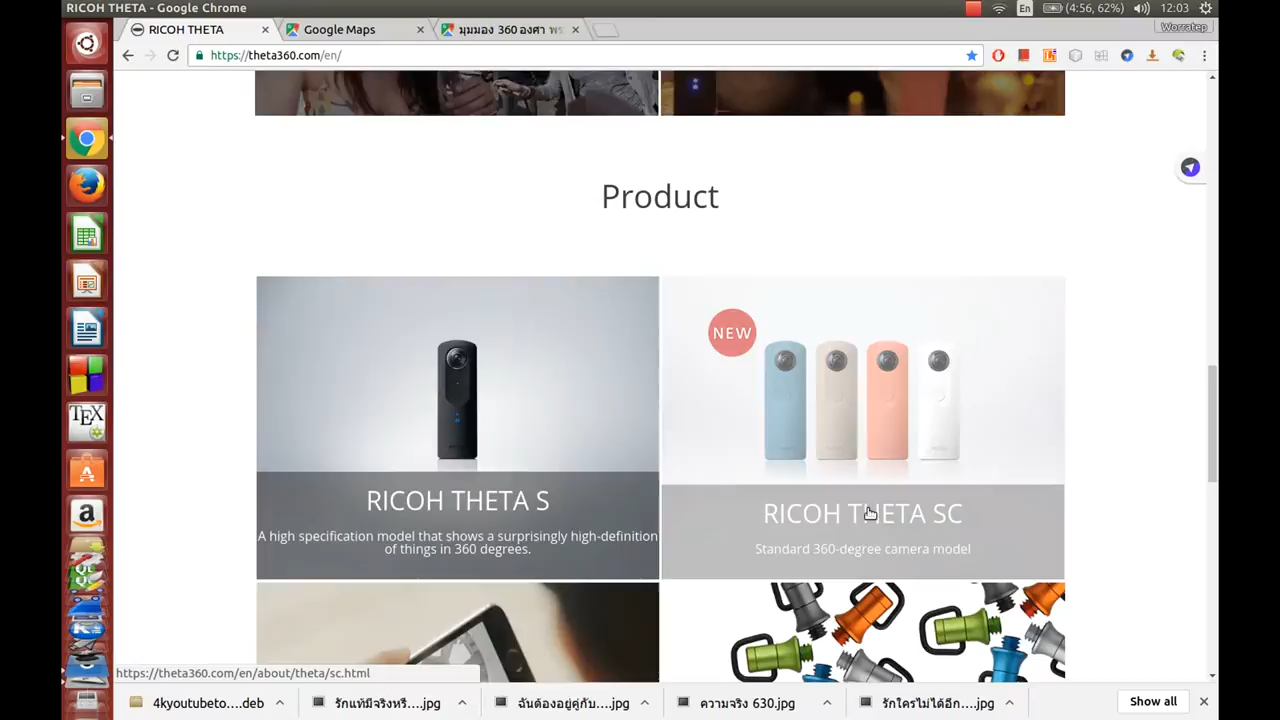 RICOH THETA - Google Chrome
En
(4:56, 62%)
12:03
RICOH THETA
Google Maps
มุมมอง 360 องศา พร
Worratep
https://theta360.com/en/
Product
NEW
RICOH THETA S
A high specification model that shows a surprisingly high-definition
of things in 360 degrees.
RICOH THETA SC
Standard 360-degree camera model
TEX
https://theta360.com/en/about/theta/sc.html
4kyoutubeto....deb
รักแท้มีจริงหรื....jpg
ฉันต้องอยู่คู่กับ....jpg
ความจริง 630.jpg
รักใครไม่ได้อีก....jpg
Show all